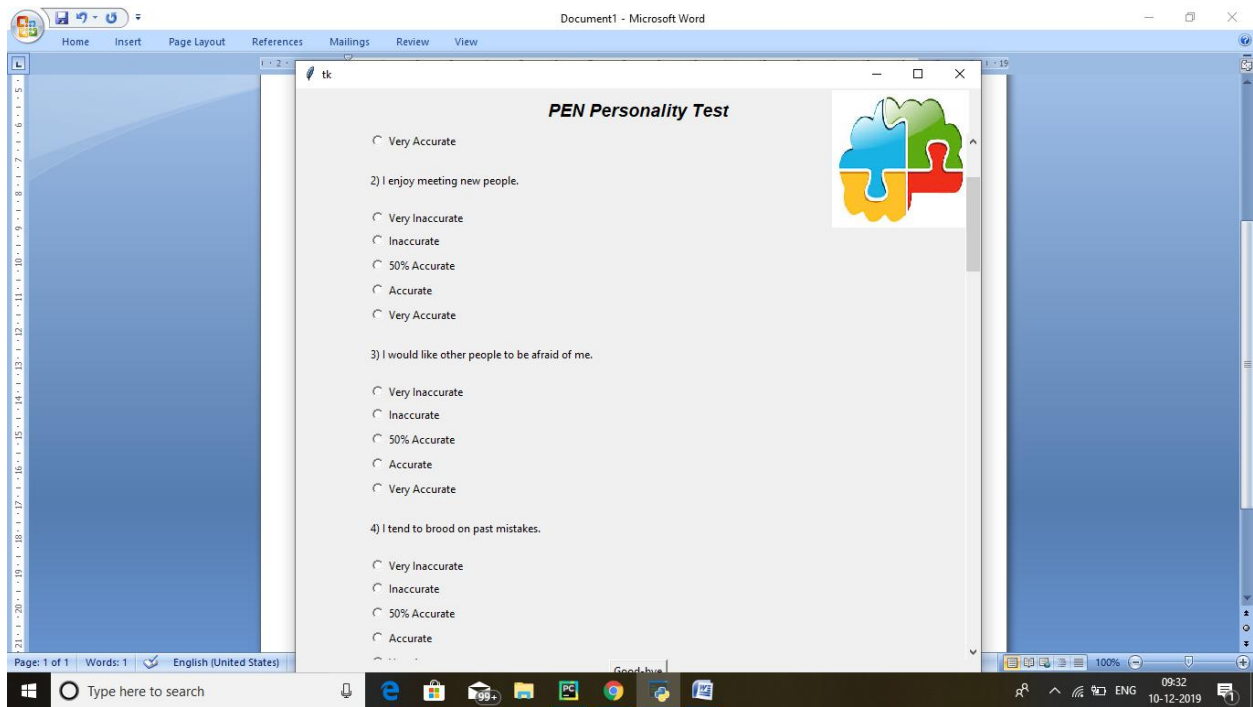 Document1 - Microsoft Word
Home Insert Page Layout References Mailings Review View
tk
PEN Personality Test
Very Accurate
2) I enjoy meeting new people.
Very Inaccurate
Inaccurate
50% Accurate
Accurate
Very Accurate
3) I would like other people to be afraid of me.
Very Inaccurate
Inaccurate
50% Accurate
Accurate
Very Accurate
4) I tend to brood on past mistakes.
Very Inaccurate
Inaccurate
50% Accurate
Accurate
Good-bye
Page: 1 of 1 Words: 1 English (United States) 100%
Type here to search 99+ PC ENG 09:32
10-12-2019 1